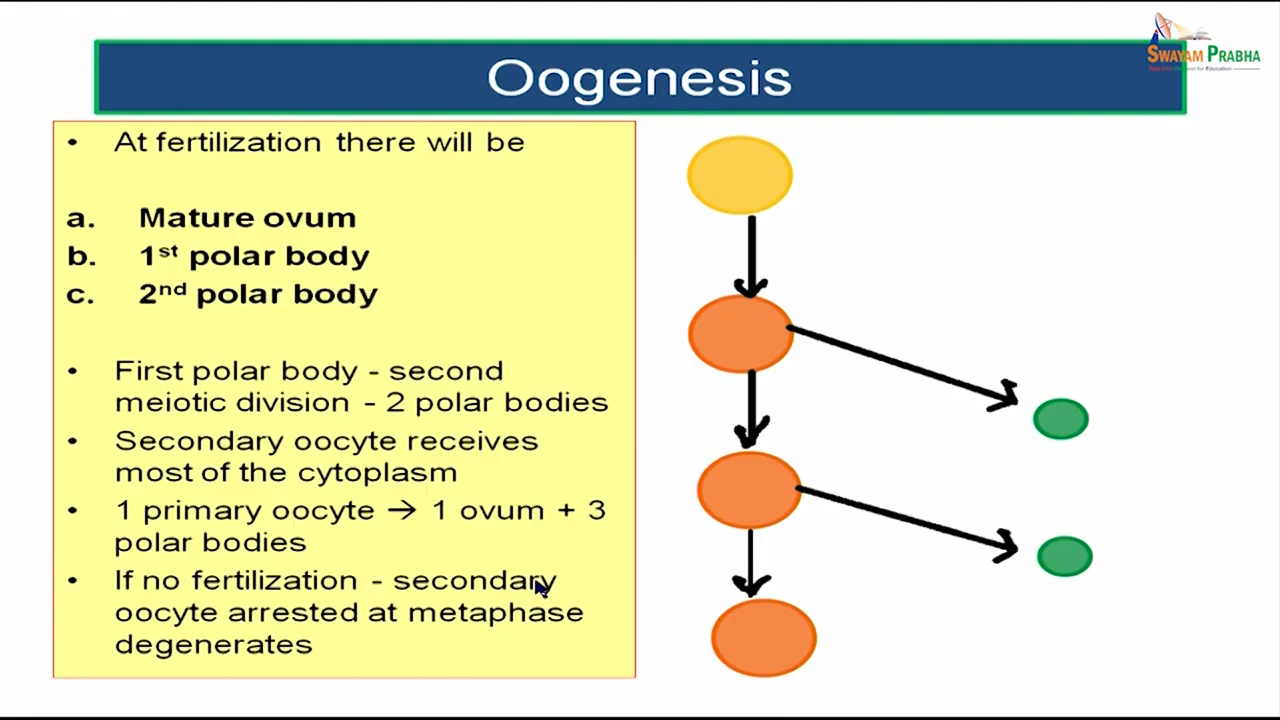 SWAYAM PRABHA
Oogenesis
• At fertilization there will be
a. Mature ovum
b. 1st polar body
c. 2nd polar body
• First polar body - second
meiotic division - 2 polar bodies
• Secondary oocyte receives
most of the cytoplasm
• 1 primary oocyte → 1 ovum + 3
polar bodies
• If no fertilization - secondary
oocyte arrested at metaphase
degenerates